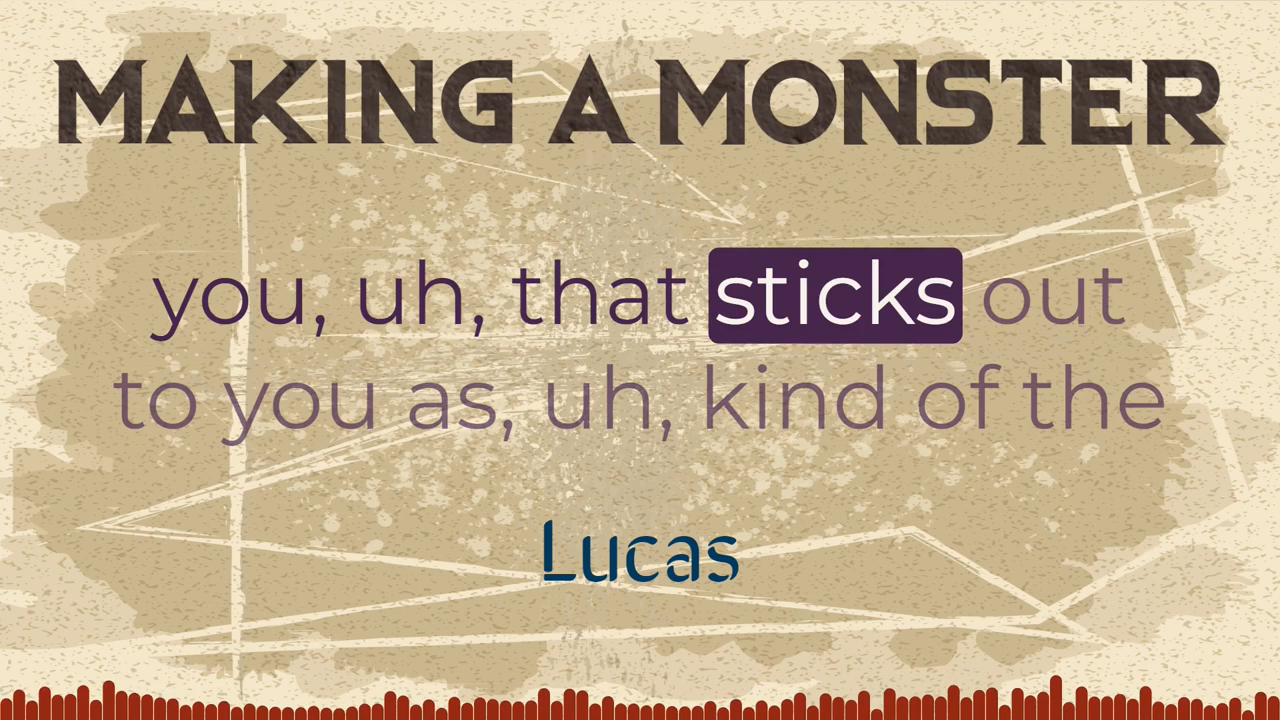 MAKING A MONSTER
you, uh, that sticks out
to you as, uh, kind of the
Lucas